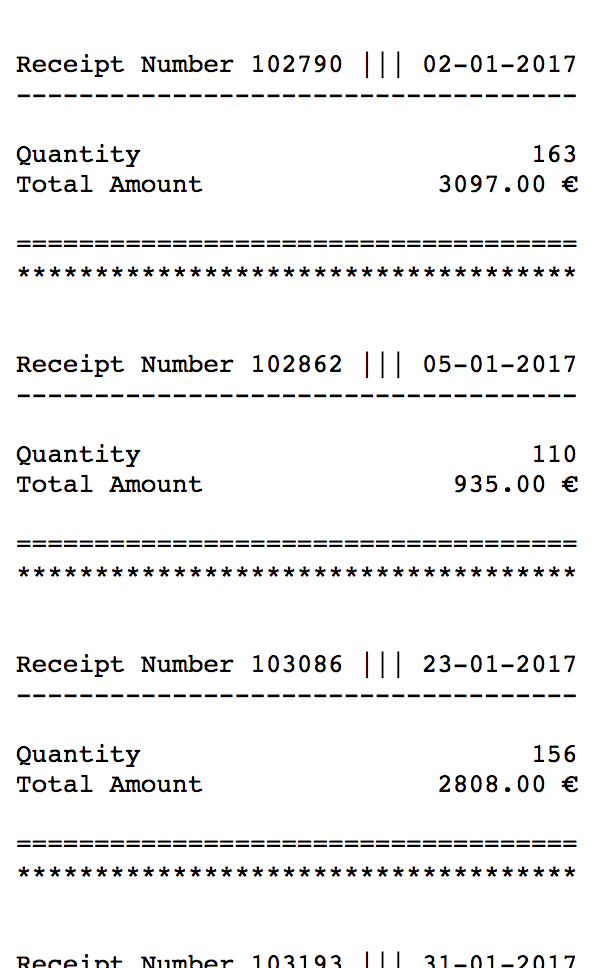 Receipt Number 102790 ||| 02-01-2017
------------------------------------
Quantity 163
Total Amount 3097.00 €
====================================
************************************
Receipt Number 102862 ||| 05-01-2017
------------------------------------
Quantity 110
Total Amount 935.00 €
====================================
************************************
Receipt Number 103086 ||| 23-01-2017
------------------------------------
Quantity 156
Total Amount 2808.00 €
====================================
************************************
Receipt Number 103193 ||| 31-01-2017